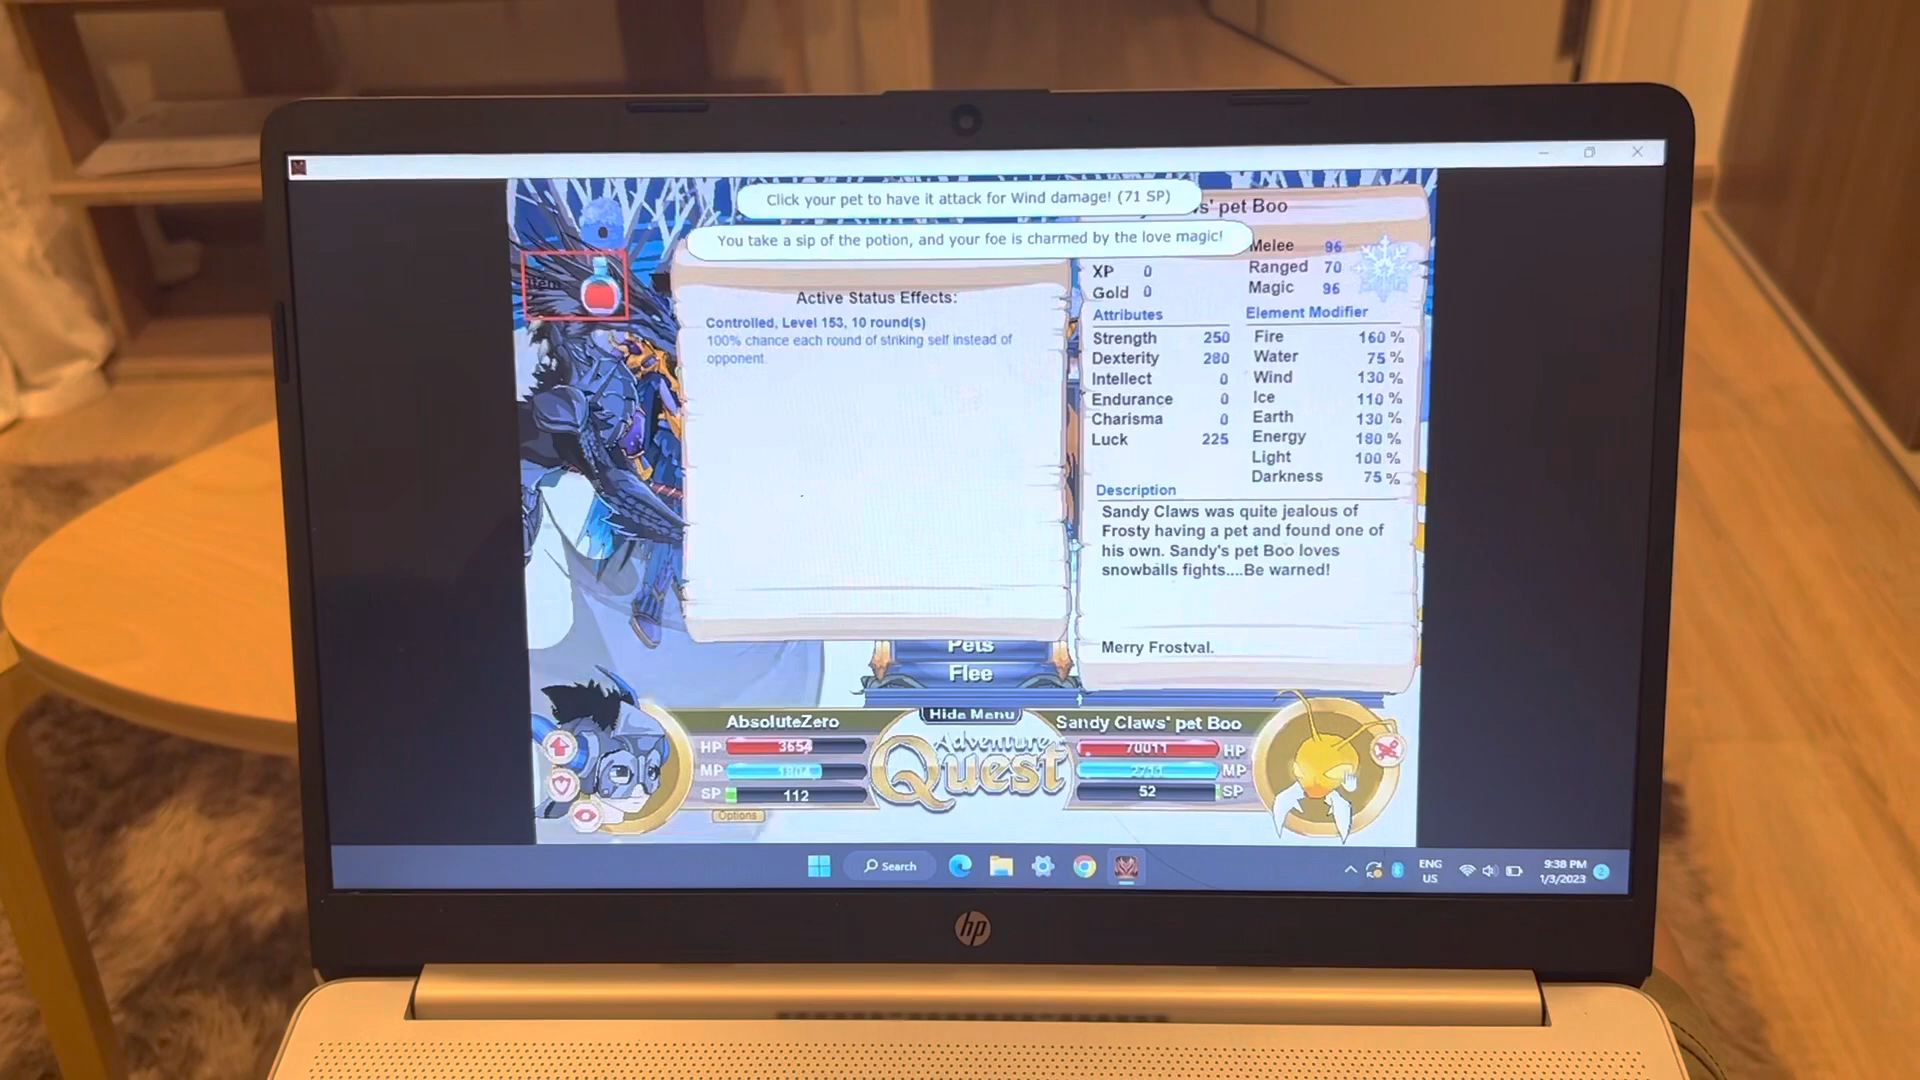 Click your pet to have it attack for Wind damage! (71 SP)
s' pet Boo
You take a sip of the potion, and your foe is charmed by the love magic!
Melee 96
Ranged 70
Magic 96
XP 0
Gold 0
Active Status Effects:
Controlled, Level 153, 10 round(s)
100% chance each round of striking self instead of
opponent.
Attributes
Strength 250
Dexterity 280
Intellect 0
Endurance 0
Charisma 0
Luck 225
Element Modifier
Fire 160 %
Water 75 %
Wind 130 %
Ice 110 %
Earth 130 %
Energy 180 %
Light 100 %
Darkness 75 %
Description
Sandy Claws was quite jealous of
Frosty having a pet and found one of
his own. Sandy's pet Boo loves
snowballs fights....Be warned!
Merry Frostval.
Pets
Flee
Hide Menu
AbsoluteZero
HP 3654
MP 1804
SP 112
Options
Adventure
Quest
Sandy Claws' pet Boo
70011 HP
2711 MP
52 SP
Search
ENG
US
9:38 PM
1/3/2023
2
hp